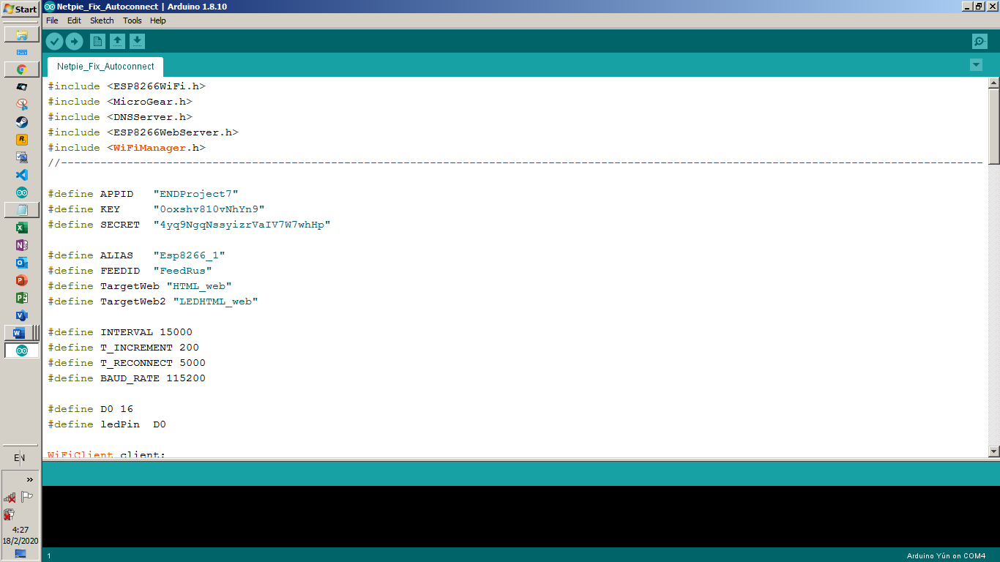 Start
Netpie_Fix_Autoconnect | Arduino 1.8.10
File Edit Sketch Tools Help
Netpie_Fix_Autoconnect
#include <ESP8266WiFi.h>
#include <MicroGear.h>
#include <DNSServer.h>
#include <ESP8266WebServer.h>
#include <WiFiManager.h>
//--------------------------------------------------------------------------------------------------------------------------------------------
#define APPID   "ENDProject7"
#define KEY     "0oxshv810vNhYn9"
#define SECRET  "4yq9NgqNssyizrVaIV7W7whHp"
#define ALIAS   "Esp8266_1"
#define FEEDID  "FeedRus"
#define TargetWeb "HTML_web"
#define TargetWeb2 "LEDHTML_web"
#define INTERVAL 15000
#define T_INCREMENT 200
#define T_RECONNECT 5000
#define BAUD_RATE 115200
#define D0 16
#define ledPin  D0
WiFiClient client;
EN
»
4:27
18/2/2020
1
Arduino Yún on COM4